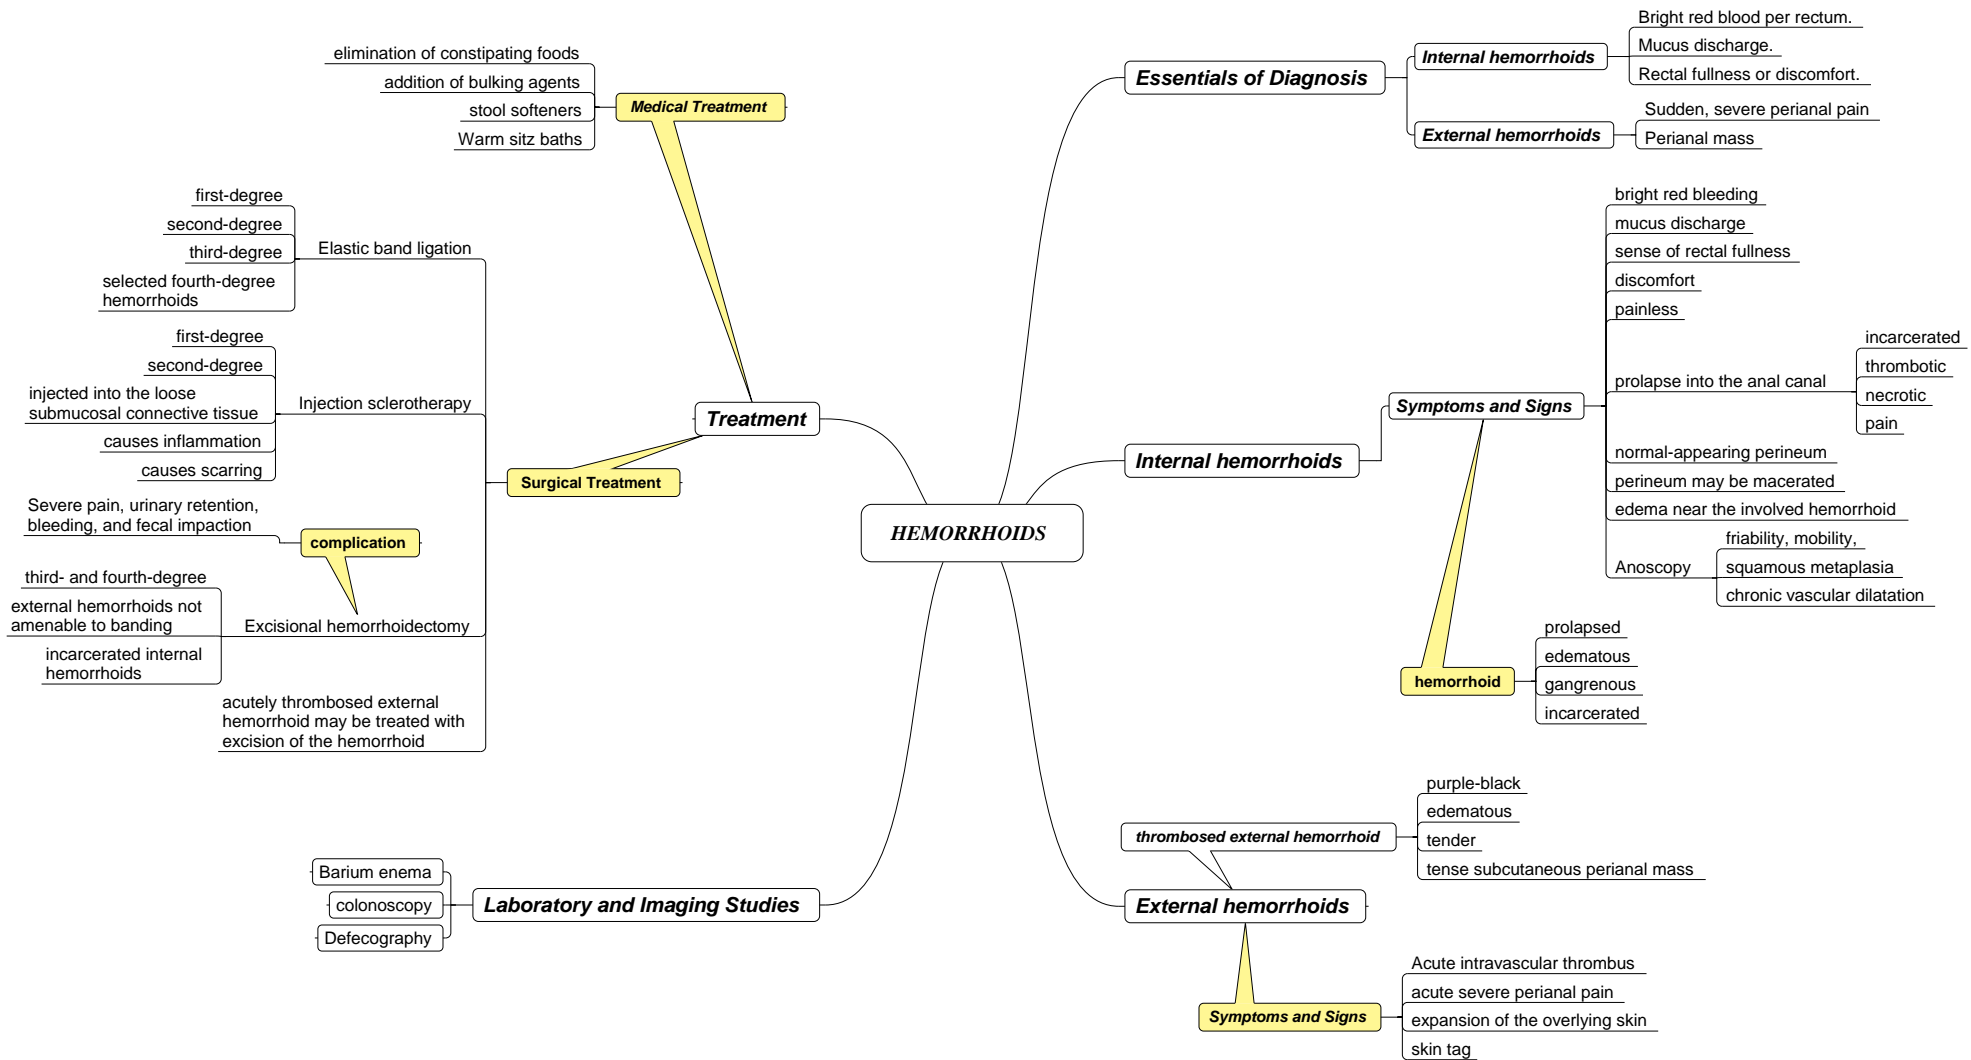 HEMORRHOIDS
Essentials of Diagnosis
Internal hemorrhoids
Bright red blood per rectum.
Mucus discharge.
Rectal fullness or discomfort.
External hemorrhoids
Sudden, severe perianal pain
Perianal mass
Internal hemorrhoids
Symptoms and Signs
bright red bleeding
mucus discharge
sense of rectal fullness
discomfort
painless
prolapse into the anal canal
incarcerated
thrombotic
necrotic
pain
normal-appearing perineum
perineum may be macerated
edema near the involved hemorrhoid
Anoscopy
friability, mobility,
squamous metaplasia
chronic vascular dilatation
hemorrhoid
prolapsed
edematous
gangrenous
incarcerated
External hemorrhoids
thrombosed external hemorrhoid
purple-black
edematous
tender
tense subcutaneous perianal mass
Symptoms and Signs
Acute intravascular thrombus
acute severe perianal pain
expansion of the overlying skin
skin tag
Treatment
Medical Treatment
elimination of constipating foods
addition of bulking agents
stool softeners
Warm sitz baths
Surgical Treatment
Elastic band ligation
first-degree
second-degree
third-degree
selected fourth-degree
hemorrhoids
Injection sclerotherapy
first-degree
second-degree
injected into the loose
submucosal connective tissue
causes inflammation
causes scarring
Excisional hemorrhoidectomy
complication
Severe pain, urinary retention,
bleeding, and fecal impaction
third- and fourth-degree
external hemorrhoids not
amenable to banding
incarcerated internal
hemorrhoids
acutely thrombosed external
hemorrhoid may be treated with
excision of the hemorrhoid
Laboratory and Imaging Studies
Barium enema
colonoscopy
Defecography